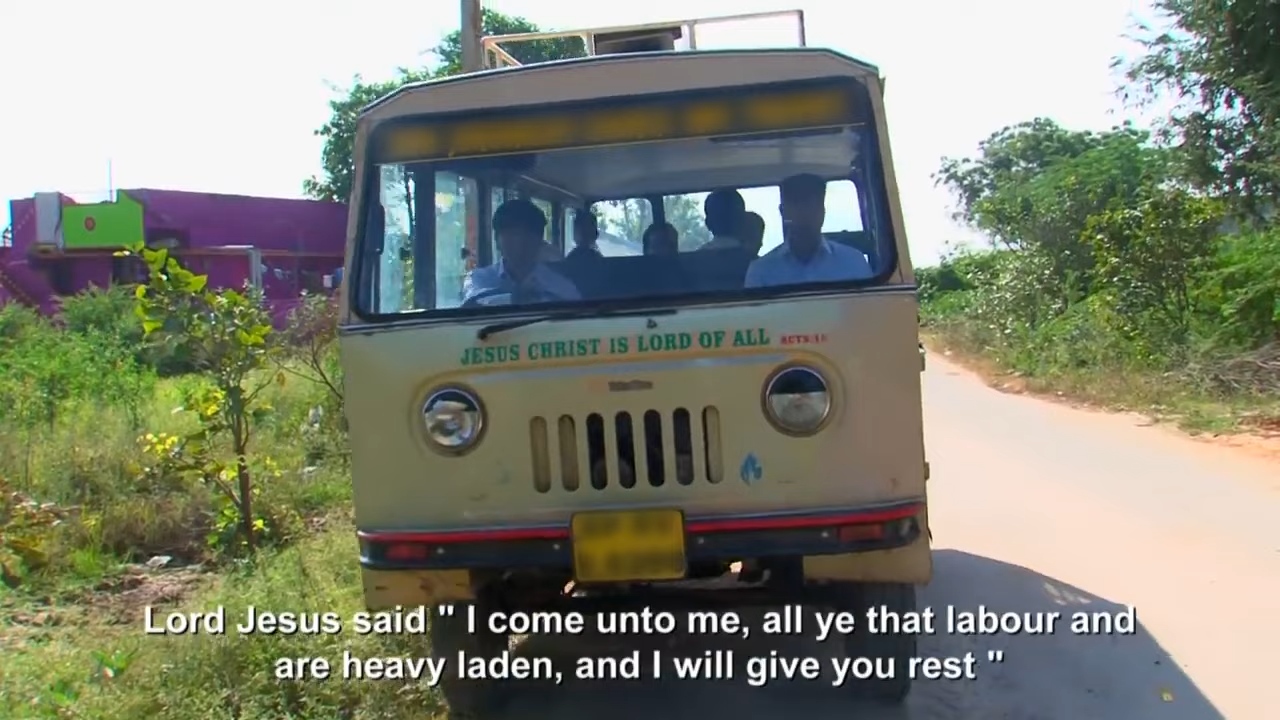 JESUS CHRIST IS LORD OF ALL
Lord Jesus said " I come unto me, all ye that labour and
are heavy laden, and I will give you rest "